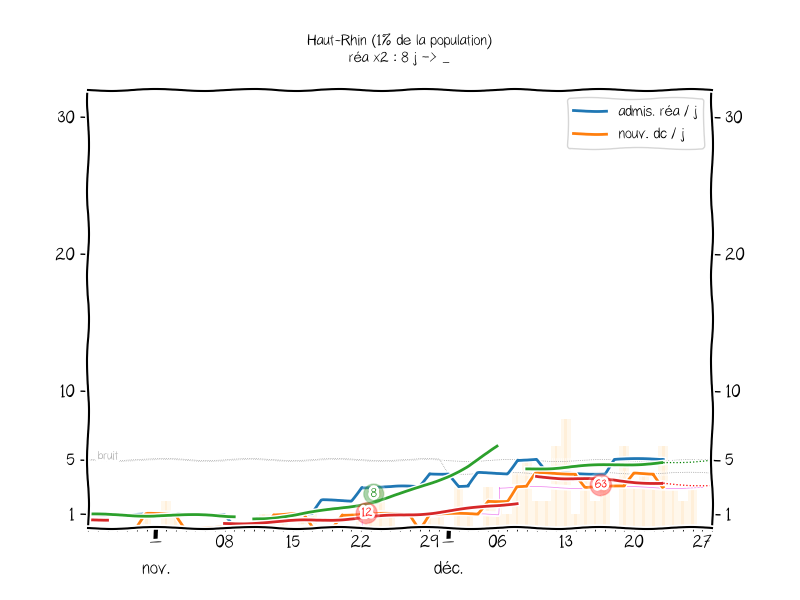 Haut-Rhin (1% de la population)
réa x2 : 8 j -> _
admis. réa / j
nouv. dc / j
30 30
20 20
10 10
5 bruit 5
8
12
63
1 1
08 15 22 29 06 13 20 27
nov. déc.